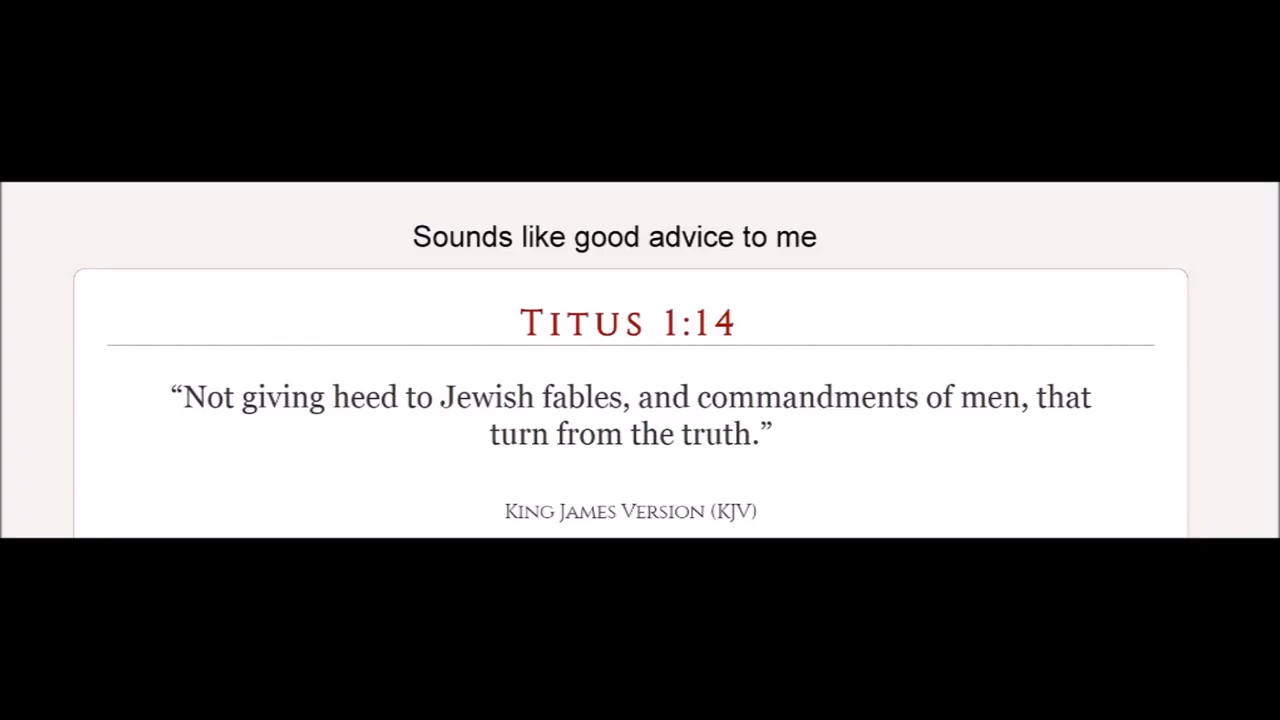 Sounds like good advice to me
Titus 1:14
“Not giving heed to Jewish fables, and commandments of men, that
turn from the truth.”
King James Version (KJV)